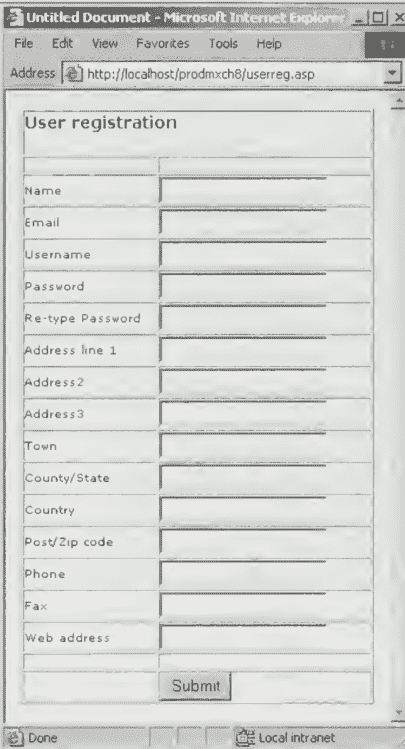 Untitled Document - Microsoft Internet Explorer
File Edit View Favorites Tools Help
Address http://localhost/prodmxch8/userreg.asp
User registration
Name
Email
Username
Password
Re-type Password
Address line 1
Address2
Address3
Town
County/State
Country
Post/Zip code
Phone
Fax
Web address
Submit
Done Local intranet